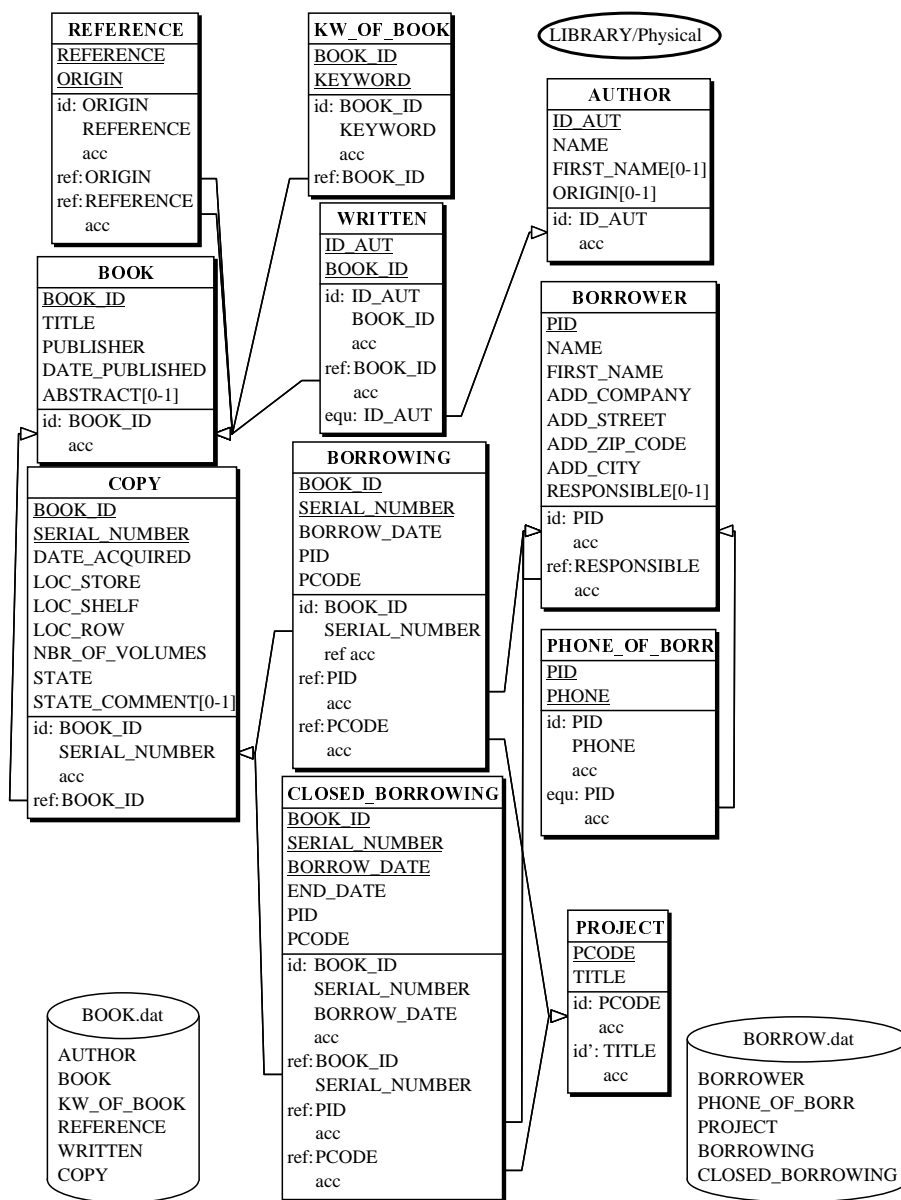 REFERENCE
REFERENCE
ORIGIN
id: ORIGIN
REFERENCE
acc
ref:ORIGIN
ref:REFERENCE
acc
KW_OF_BOOK
BOOK_ID
KEYWORD
id: BOOK_ID
KEYWORD
acc
ref:BOOK_ID
LIBRARY/Physical
AUTHOR
ID_AUT
NAME
FIRST_NAME[0-1]
ORIGIN[0-1]
id: ID_AUT
acc
WRITTEN
ID_AUT
BOOK_ID
id: ID_AUT
BOOK_ID
acc
ref:BOOK_ID
acc
equ: ID_AUT
BOOK
BOOK_ID
TITLE
PUBLISHER
DATE_PUBLISHED
ABSTRACT[0-1]
id: BOOK_ID
acc
BORROWER
PID
NAME
FIRST_NAME
ADD_COMPANY
ADD_STREET
ADD_ZIP_CODE
ADD_CITY
RESPONSIBLE[0-1]
id: PID
acc
ref:RESPONSIBLE
acc
COPY
BOOK_ID
SERIAL_NUMBER
DATE_ACQUIRED
LOC_STORE
LOC_SHELF
LOC_ROW
NBR_OF_VOLUMES
STATE
STATE_COMMENT[0-1]
id: BOOK_ID
SERIAL_NUMBER
acc
ref:BOOK_ID
BORROWING
BOOK_ID
SERIAL_NUMBER
BORROW_DATE
PID
PCODE
id: BOOK_ID
SERIAL_NUMBER
ref acc
ref:PID
acc
ref:PCODE
acc
PHONE_OF_BORR
PID
PHONE
id: PID
PHONE
acc
equ: PID
acc
CLOSED_BORROWING
BOOK_ID
SERIAL_NUMBER
BORROW_DATE
END_DATE
PID
PCODE
id: BOOK_ID
SERIAL_NUMBER
BORROW_DATE
acc
ref:BOOK_ID
SERIAL_NUMBER
ref:PID
acc
ref:PCODE
acc
PROJECT
PCODE
TITLE
id: PCODE
acc
id’: TITLE
acc
BOOK.dat
AUTHOR
BOOK
KW_OF_BOOK
REFERENCE
WRITTEN
COPY
BORROW.dat
BORROWER
PHONE_OF_BORR
PROJECT
BORROWING
CLOSED_BORROWING